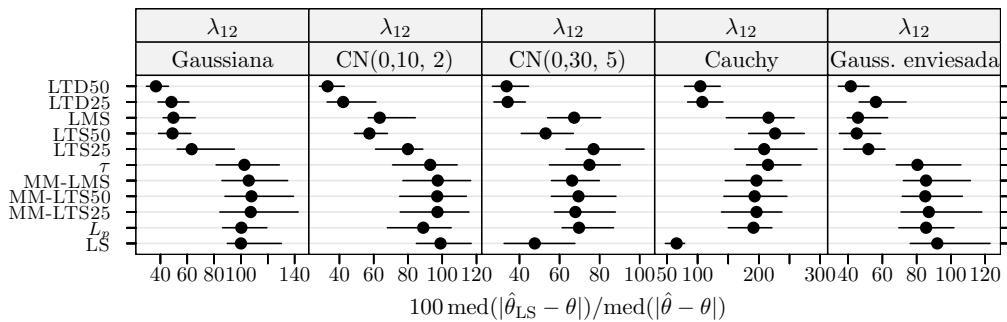 λ12 λ12 λ12 λ12 λ12
Gaussiana CN(0,10, 2) CN(0,30, 5) Cauchy Gauss. enviesada
LTD50
LTD25
LMS
LTS50
LTS25
τ
MM-LMS
MM-LTS50
MM-LTS25
Lp
LS
40 60 80 100 140 40 60 80 100 120 40 60 80 100 50 100 200 300 40 60 80 100 120
100 med(|θ̂LS − θ|)/med(|θ̂ − θ|)